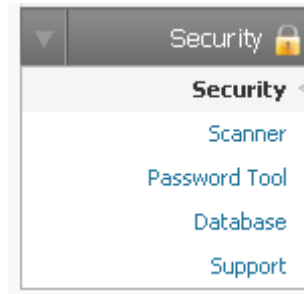 Security
Security
Scanner
Password Tool
Database
Support